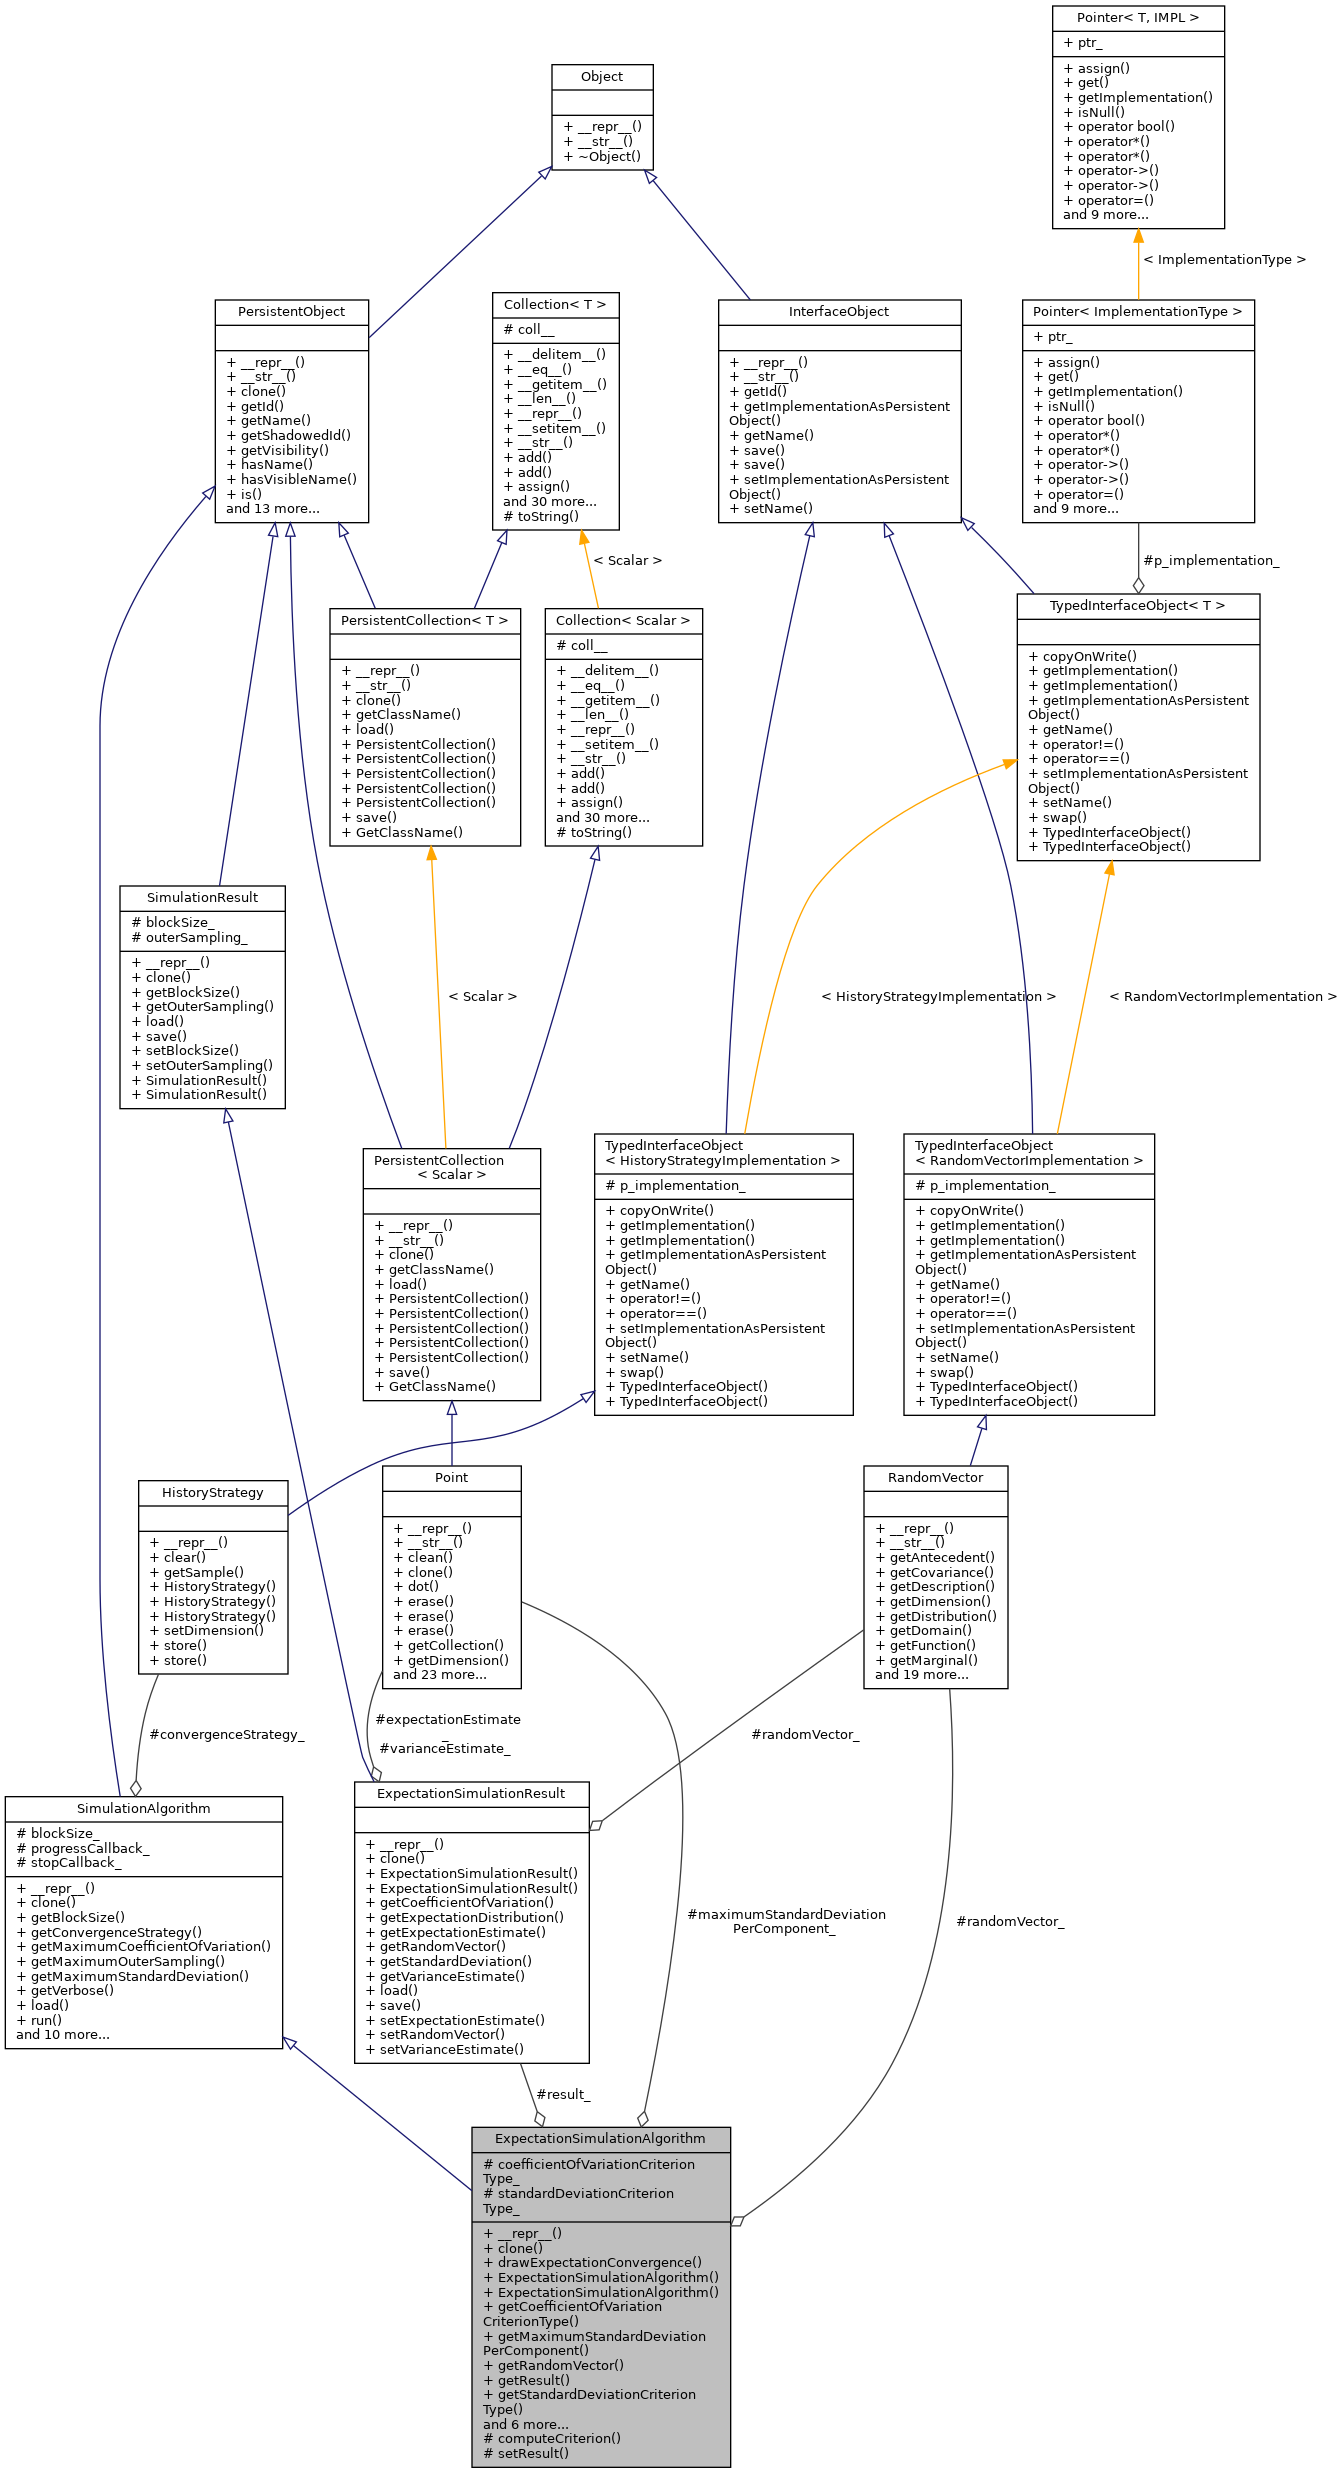 Pointer< T, IMPL >
+ ptr_
+ assign()
+ get()
+ getImplementation()
+ isNull()
+ operator bool()
+ operator*()
+ operator*()
+ operator->()
+ operator->()
+ operator=()
and 9 more...
Object
+ __repr__()
+ __str__()
+ ~Object()
< ImplementationType >
PersistentObject
+ __repr__()
+ __str__()
+ clone()
+ getId()
+ getName()
+ getShadowedId()
+ getVisibility()
+ hasName()
+ hasVisibleName()
+ is()
and 13 more...
Collection< T >
# coll__
+ __delitem__()
+ __eq__()
+ __getitem__()
+ __len__()
+ __repr__()
+ __setitem__()
+ __str__()
+ add()
+ add()
+ assign()
and 30 more...
# toString()
InterfaceObject
+ __repr__()
+ __str__()
+ getId()
+ getImplementationAsPersistent
Object()
+ getName()
+ save()
+ save()
+ setImplementationAsPersistent
Object()
+ setName()
Pointer< ImplementationType >
+ ptr_
+ assign()
+ get()
+ getImplementation()
+ isNull()
+ operator bool()
+ operator*()
+ operator*()
+ operator->()
+ operator->()
+ operator=()
and 9 more...
< Scalar >
#p_implementation_
PersistentCollection< T >
+ __repr__()
+ __str__()
+ clone()
+ getClassName()
+ load()
+ PersistentCollection()
+ PersistentCollection()
+ PersistentCollection()
+ PersistentCollection()
+ PersistentCollection()
+ save()
+ GetClassName()
Collection< Scalar >
# coll__
+ __delitem__()
+ __eq__()
+ __getitem__()
+ __len__()
+ __repr__()
+ __setitem__()
+ __str__()
+ add()
+ add()
+ assign()
and 30 more...
# toString()
TypedInterfaceObject< T >
+ copyOnWrite()
+ getImplementation()
+ getImplementation()
+ getImplementationAsPersistent
Object()
+ getName()
+ operator!=()
+ operator==()
+ setImplementationAsPersistent
Object()
+ setName()
+ swap()
+ TypedInterfaceObject()
+ TypedInterfaceObject()
SimulationResult
# blockSize_
# outerSampling_
+ __repr__()
+ clone()
+ getBlockSize()
+ getOuterSampling()
+ load()
+ save()
+ setBlockSize()
+ setOuterSampling()
+ SimulationResult()
+ SimulationResult()
< Scalar >
< HistoryStrategyImplementation >
< RandomVectorImplementation >
PersistentCollection
< Scalar >
+ __repr__()
+ __str__()
+ clone()
+ getClassName()
+ load()
+ PersistentCollection()
+ PersistentCollection()
+ PersistentCollection()
+ PersistentCollection()
+ PersistentCollection()
+ save()
+ GetClassName()
TypedInterfaceObject
< HistoryStrategyImplementation >
# p_implementation_
+ copyOnWrite()
+ getImplementation()
+ getImplementation()
+ getImplementationAsPersistent
Object()
+ getName()
+ operator!=()
+ operator==()
+ setImplementationAsPersistent
Object()
+ setName()
+ swap()
+ TypedInterfaceObject()
+ TypedInterfaceObject()
TypedInterfaceObject
< RandomVectorImplementation >
# p_implementation_
+ copyOnWrite()
+ getImplementation()
+ getImplementation()
+ getImplementationAsPersistent
Object()
+ getName()
+ operator!=()
+ operator==()
+ setImplementationAsPersistent
Object()
+ setName()
+ swap()
+ TypedInterfaceObject()
+ TypedInterfaceObject()
HistoryStrategy
+ __repr__()
+ clear()
+ getSample()
+ HistoryStrategy()
+ HistoryStrategy()
+ HistoryStrategy()
+ setDimension()
+ store()
+ store()
Point
+ __repr__()
+ __str__()
+ clean()
+ clone()
+ dot()
+ erase()
+ erase()
+ erase()
+ getCollection()
+ getDimension()
and 23 more...
RandomVector
+ __repr__()
+ __str__()
+ getAntecedent()
+ getCovariance()
+ getDescription()
+ getDimension()
+ getDistribution()
+ getDomain()
+ getFunction()
+ getMarginal()
and 19 more...
#convergenceStrategy_
#expectationEstimate
_
#varianceEstimate_
#randomVector_
SimulationAlgorithm
# blockSize_
# progressCallback_
# stopCallback_
+ __repr__()
+ clone()
+ getBlockSize()
+ getConvergenceStrategy()
+ getMaximumCoefficientOfVariation()
+ getMaximumOuterSampling()
+ getMaximumStandardDeviation()
+ getVerbose()
+ load()
+ run()
and 10 more...
ExpectationSimulationResult
+ __repr__()
+ clone()
+ ExpectationSimulationResult()
+ ExpectationSimulationResult()
+ getCoefficientOfVariation()
+ getExpectationDistribution()
+ getExpectationEstimate()
+ getRandomVector()
+ getStandardDeviation()
+ getVarianceEstimate()
+ load()
+ save()
+ setExpectationEstimate()
+ setRandomVector()
+ setVarianceEstimate()
#maximumStandardDeviation
PerComponent_
#randomVector_
#result_
ExpectationSimulationAlgorithm
# coefficientOfVariationCriterion
Type_
# standardDeviationCriterion
Type_
+ __repr__()
+ clone()
+ drawExpectationConvergence()
+ ExpectationSimulationAlgorithm()
+ ExpectationSimulationAlgorithm()
+ getCoefficientOfVariation
CriterionType()
+ getMaximumStandardDeviation
PerComponent()
+ getRandomVector()
+ getResult()
+ getStandardDeviationCriterion
Type()
and 6 more...
# computeCriterion()
# setResult()